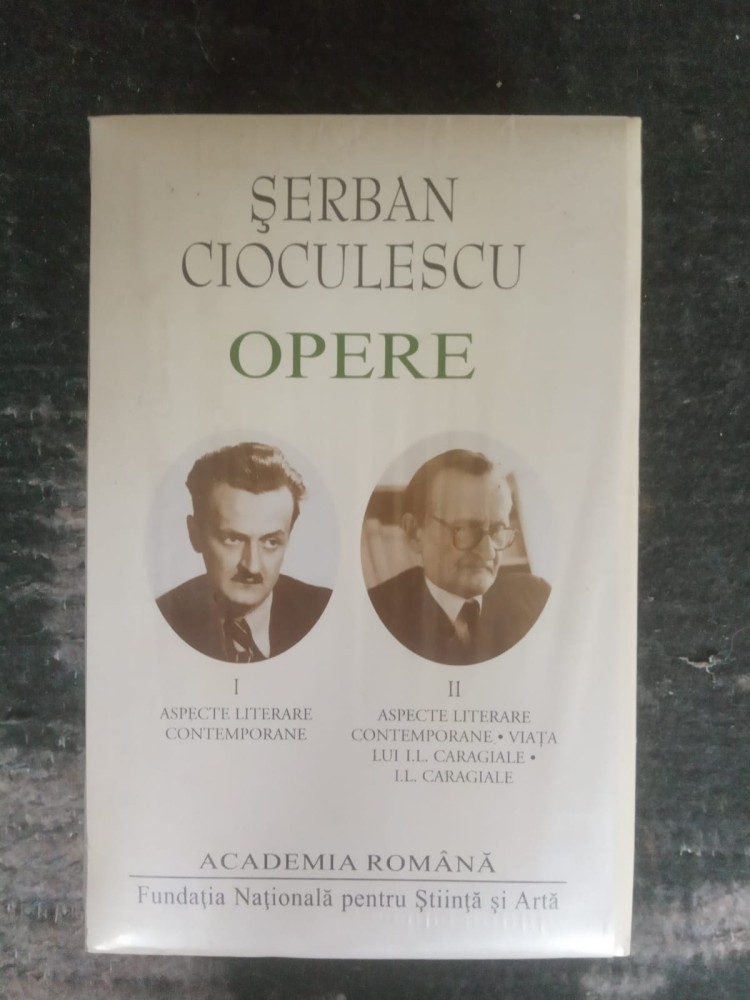 ŞERBAN
CIOCULESCU
OPERE
I
ASPECTE LITERARE
CONTEMPORANE
II
ASPECTE LITERARE
CONTEMPORANE • VIAŢA
LUI I.L. CARAGIALE •
I.L. CARAGIALE
ACADEMIA ROMÂNĂ
Fundaţia Naţională pentru Ştiinţă şi Artă